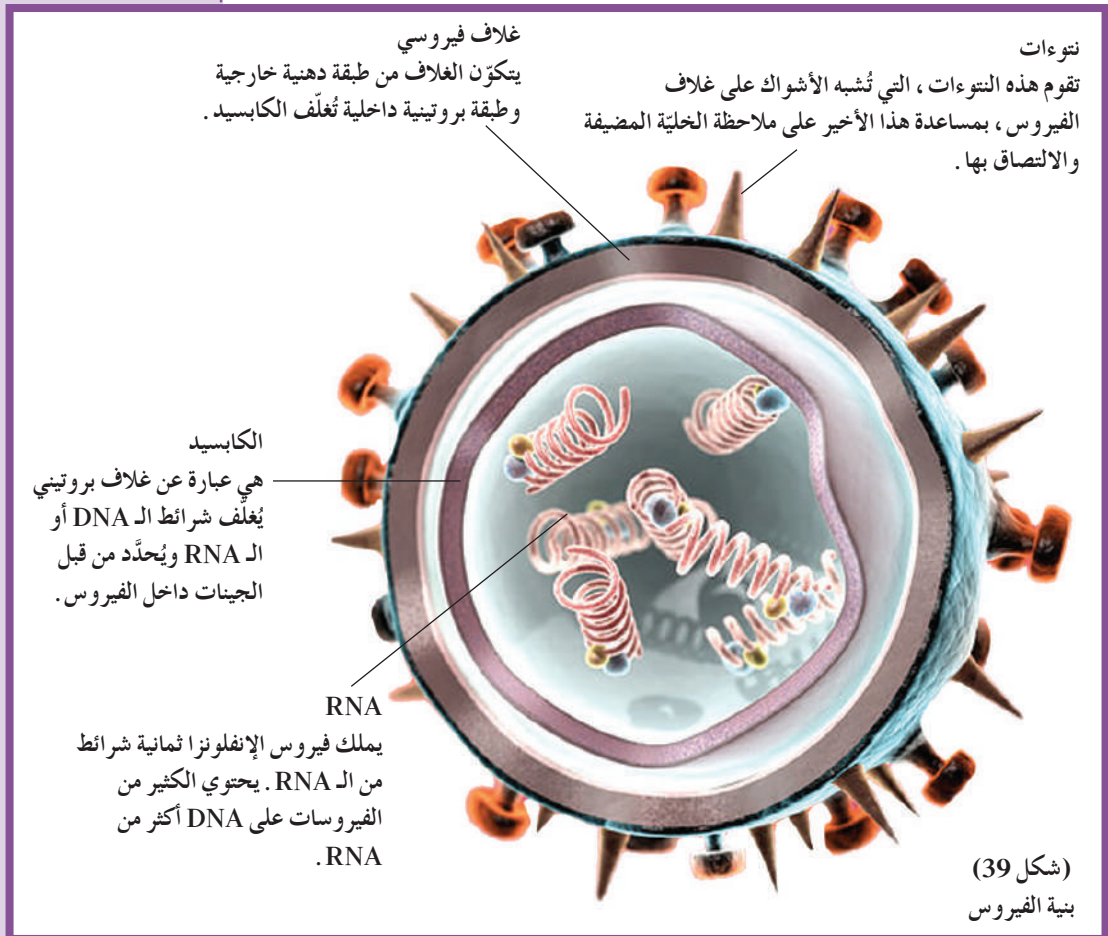 نتوءات
تقوم هذه النتوءات ، التي تُشبه الأشواك على غلاف
الفيروس ، بمساعدة هذا الأخير على ملاحظة الخليّة المضيفة
والالتصاق بها .
غلاف فيروسي
يتكوّن الغلاف من طبقة دهنية خارجية
وطبقة بروتينية داخلية تُغلّف الكابسيد .
الكابسيد
هي عبارة عن غلاف بروتيني
يُغلّف شرائط الـ DNA أو
الـ RNA ويُحدَّد من قبل
الجينات داخل الفيروس .
RNA
يملك فيروس الإنفلونزا ثمانية شرائط
من الـ RNA . يحتوي الكثير من
الفيروسات على DNA أكثر من
RNA .
(شكل 39)
بنية الفيروس